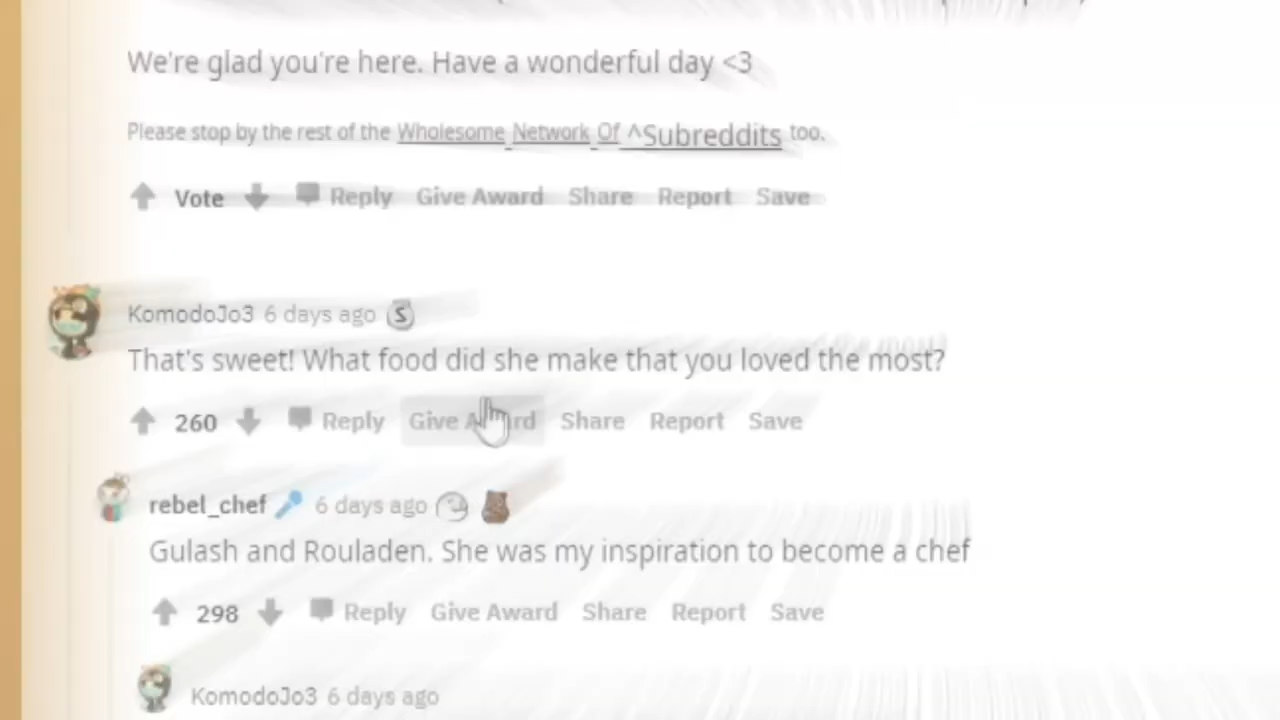 We're glad you're here. Have a wonderful day <3
Please stop by the rest of the Wholesome Network Of ^Subreddits too.
Vote Reply Give Award Share Report Save
KomodoJo3 6 days ago S
That's sweet! What food did she make that you loved the most?
260 Reply Give Award Share Report Save
rebel_chef 6 days ago
Gulash and Rouladen. She was my inspiration to become a chef
298 Reply Give Award Share Report Save
KomodoJo3 6 days ago